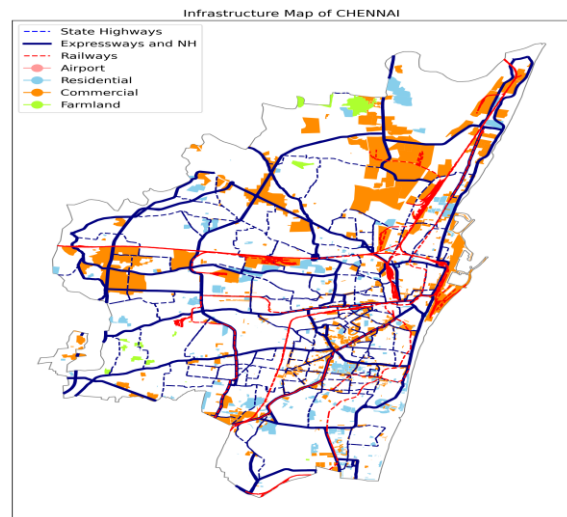 Infrastructure Map of CHENNAI
State Highways
Expressways and NH
Railways
Airport
Residential
Commercial
Farmland